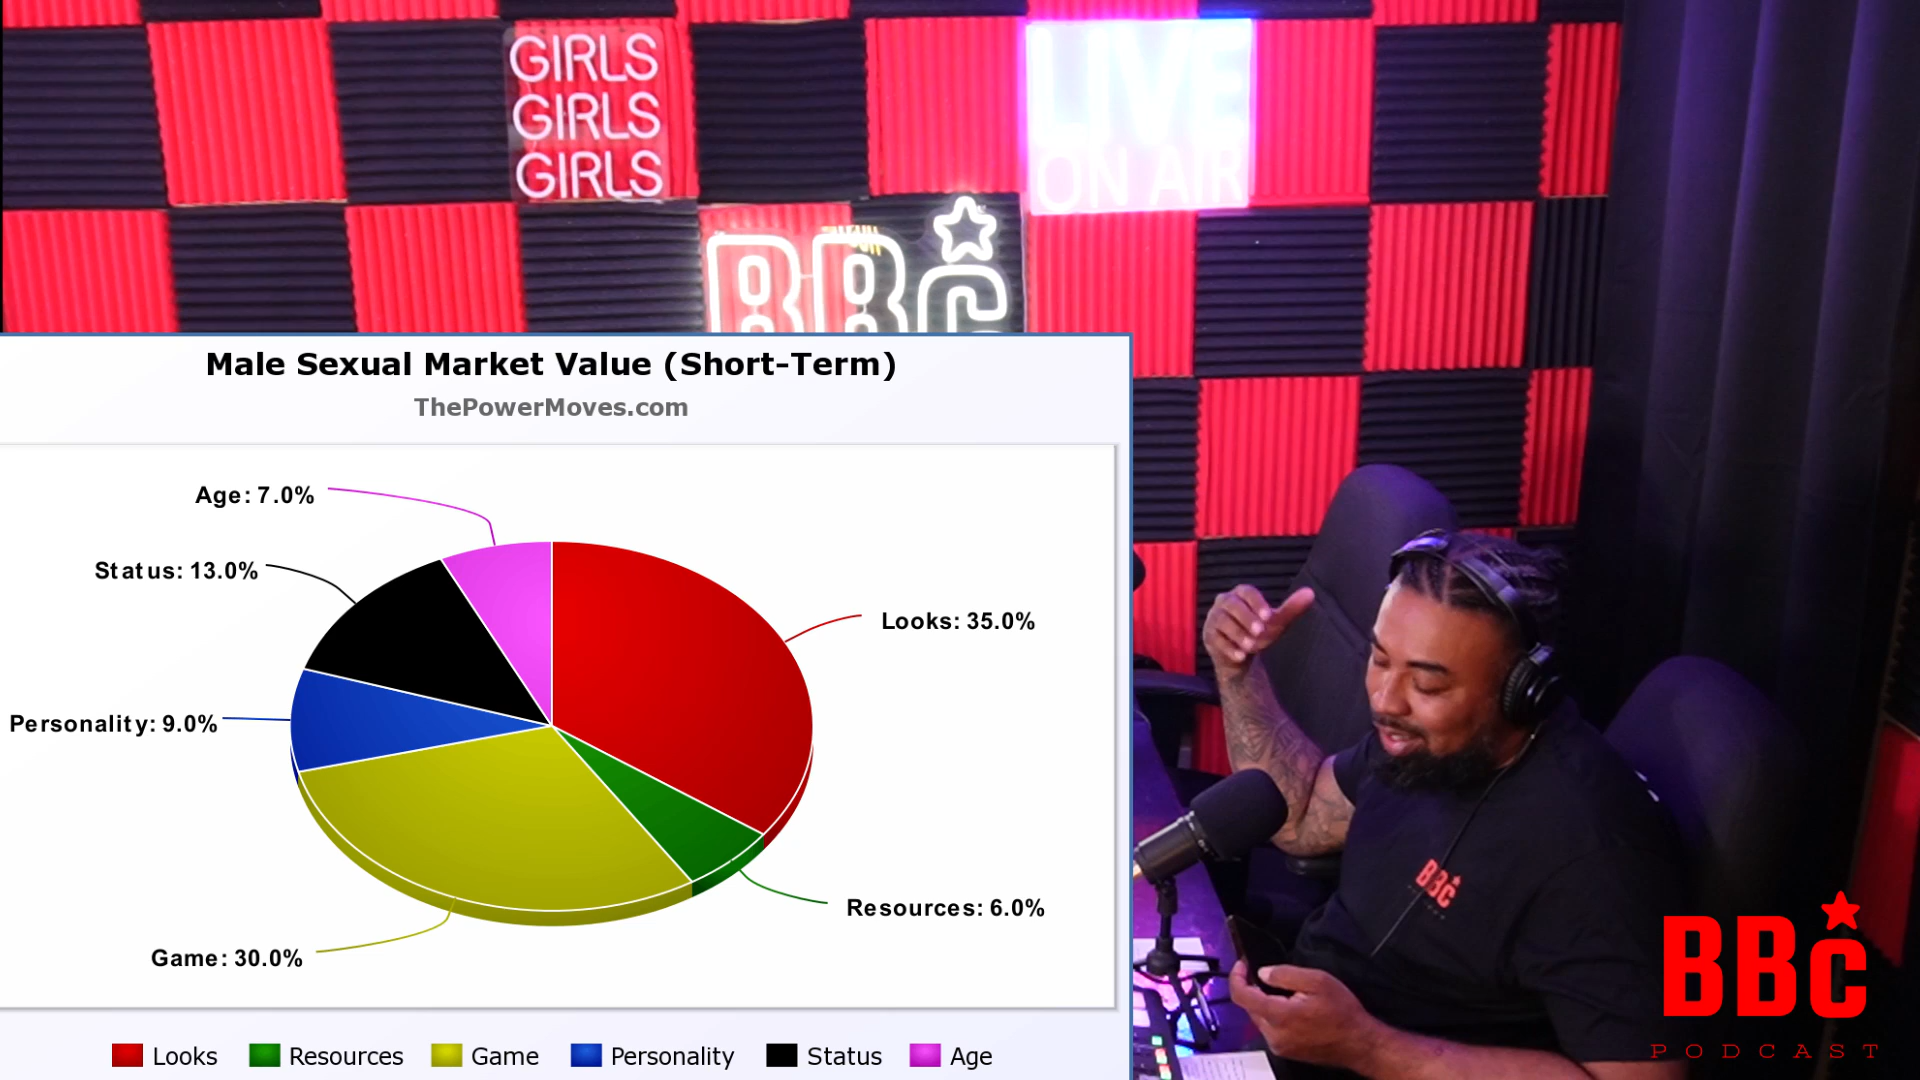 GIRLS
GIRLS
GIRLS
LIVE
ON AIR
BBC
Male Sexual Market Value (Short-Term)
ThePowerMoves.com
Age: 7.0%
Status: 13.0%
Looks: 35.0%
Personality: 9.0%
Resources: 6.0%
Game: 30.0%
Looks Resources Game Personality Status Age
BBC
BBC
PODCAST